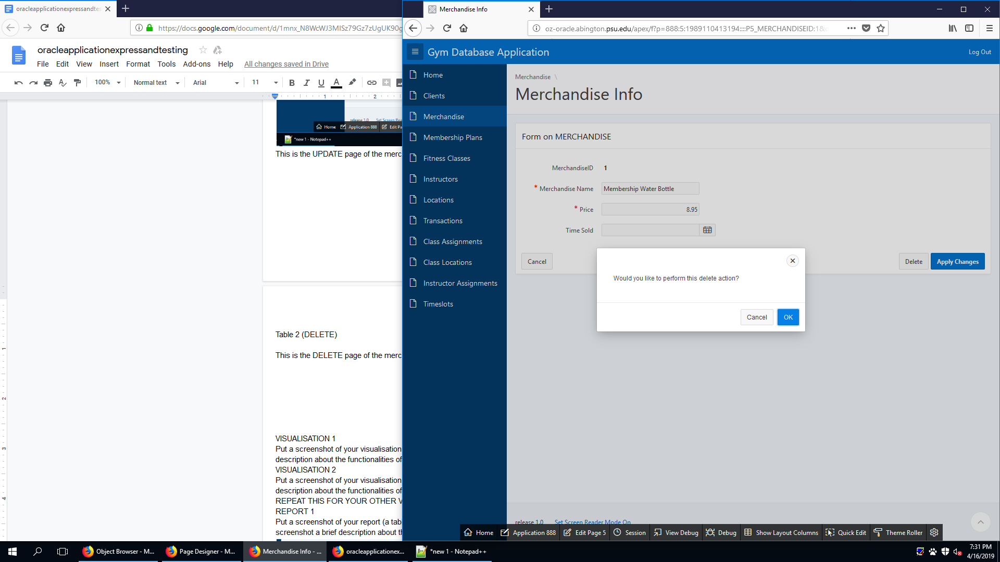 oracleapplicationexpressandtes
https://docs.google.com/document/d/1mnx_N8WcWJ3MISz79Gz7zUgUK90g
oracleapplicationexpressandtesting
File Edit View Insert Format Tools Add-ons Help All changes saved in Drive
100% Normal text Arial 11 B I U A
1 2
release 1.0 Set Screen Rea
Home Application 888 Edit Pa
*new 1 - Notepad++
This is the UPDATE page of the merc
Table 2 (DELETE)
This is the DELETE page of the merc
VISUALISATION 1
Put a screenshot of your visualisation
description about the functionalities of
VISUALISATION 2
Put a screenshot of your visualisation
description about the functionalities of
REPEAT THIS FOR YOUR OTHER V
REPORT 1
Put a screenshot of your report (a tab
screenshot a brief description about th
1
2
3
4
Merchandise Info
oz-oracle.abington.psu.edu/apex/f?p=888:5:1989110413194::::P5_MERCHANDISEID:1&c
Gym Database Application
Log Out
Home
Clients
Merchandise
Membership Plans
Fitness Classes
Instructors
Locations
Transactions
Class Assignments
Class Locations
Instructor Assignments
Timeslots
Merchandise \
Merchandise Info
Form on MERCHANDISE
MerchandiseID 1
* Merchandise Name Membership Water Bottle
* Price 8.95
Time Sold
Cancel
Delete Apply Changes
Would you like to perform this delete action?
Cancel OK
release 1.0 Set Screen Reader Mode On
Home Application 888 Edit Page 5 Session View Debug Debug Show Layout Columns Quick Edit Theme Roller
Object Browser - M... Page Designer - M... Merchandise Info - ... oracleapplicationex... *new 1 - Notepad++
7:31 PM
4/16/2019